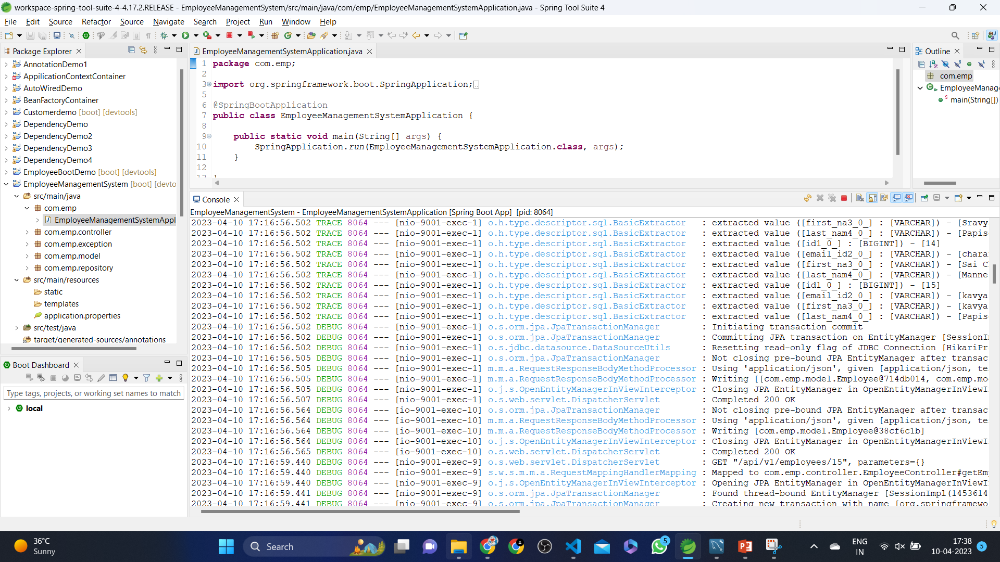 workspace-spring-tool-suite-4-4.17.2.RELEASE - EmployeeManagementSystem/src/main/java/com/emp/EmployeeManagementSystemApplication.java - Spring Tool Suite 4
File Edit Source Refactor Source Navigate Search Project Run Window Help
Package Explorer
AnnotationDemo1
AppilicationContextContainer
AutoWiredDemo
BeanFactoryContainer
Customerdemo [boot] [devtools]
DependencyDemo
DependencyDemo2
DependencyDemo3
DependencyDemo4
EmployeeBootDemo [boot] [devtools]
EmployeeManagementSystem [boot] [devto
src/main/java
com.emp
EmployeeManagementSystemAppl
com.emp.controller
com.emp.exception
com.emp.model
com.emp.repository
src/main/resources
static
templates
application.properties
src/test/java
target/generated-sources/annotations
Boot Dashboard
Type tags, projects, or working set names to match
local
EmployeeManagementSystemApplication.java
1 package com.emp;
2
3 import org.springframework.boot.SpringApplication;
5
6 @SpringBootApplication
7 public class EmployeeManagementSystemApplication {
8
9 public static void main(String[] args) {
10 SpringApplication.run(EmployeeManagementSystemApplication.class, args);
11 }
12
Outline
com.emp
EmployeeManag
main(String[])
Console
EmployeeManagementSystem - EmployeeManagementSystemApplication [Spring Boot App] [pid: 8064]
2023-04-10 17:16:56.502 TRACE 8064 --- [nio-9001-exec-1] o.h.type.descriptor.sql.BasicExtractor : extracted value ([first_na3_0_] : [VARCHAR]) - [Sravy
2023-04-10 17:16:56.502 TRACE 8064 --- [nio-9001-exec-1] o.h.type.descriptor.sql.BasicExtractor : extracted value ([last_nam4_0_] : [VARCHAR]) - [Papis
2023-04-10 17:16:56.502 TRACE 8064 --- [nio-9001-exec-1] o.h.type.descriptor.sql.BasicExtractor : extracted value ([id1_0_] : [BIGINT]) - [14]
2023-04-10 17:16:56.502 TRACE 8064 --- [nio-9001-exec-1] o.h.type.descriptor.sql.BasicExtractor : extracted value ([email_id2_0_] : [VARCHAR]) - [chara
2023-04-10 17:16:56.502 TRACE 8064 --- [nio-9001-exec-1] o.h.type.descriptor.sql.BasicExtractor : extracted value ([first_na3_0_] : [VARCHAR]) - [Sai C
2023-04-10 17:16:56.502 TRACE 8064 --- [nio-9001-exec-1] o.h.type.descriptor.sql.BasicExtractor : extracted value ([last_nam4_0_] : [VARCHAR]) - [Manne
2023-04-10 17:16:56.502 TRACE 8064 --- [nio-9001-exec-1] o.h.type.descriptor.sql.BasicExtractor : extracted value ([id1_0_] : [BIGINT]) - [15]
2023-04-10 17:16:56.502 TRACE 8064 --- [nio-9001-exec-1] o.h.type.descriptor.sql.BasicExtractor : extracted value ([email_id2_0_] : [VARCHAR]) - [kavya
2023-04-10 17:16:56.502 TRACE 8064 --- [nio-9001-exec-1] o.h.type.descriptor.sql.BasicExtractor : extracted value ([first_na3_0_] : [VARCHAR]) - [kavya
2023-04-10 17:16:56.502 TRACE 8064 --- [nio-9001-exec-1] o.h.type.descriptor.sql.BasicExtractor : extracted value ([last_nam4_0_] : [VARCHAR]) - [Papis
2023-04-10 17:16:56.502 DEBUG 8064 --- [nio-9001-exec-1] o.s.orm.jpa.JpaTransactionManager : Initiating transaction commit
2023-04-10 17:16:56.502 DEBUG 8064 --- [nio-9001-exec-1] o.s.orm.jpa.JpaTransactionManager : Committing JPA transaction on EntityManager [SessionI
2023-04-10 17:16:56.502 DEBUG 8064 --- [nio-9001-exec-1] o.s.jdbc.datasource.DataSourceUtils : Resetting read-only flag of JDBC Connection [HikariPr
2023-04-10 17:16:56.505 DEBUG 8064 --- [nio-9001-exec-1] o.s.orm.jpa.JpaTransactionManager : Not closing pre-bound JPA EntityManager after transac
2023-04-10 17:16:56.505 DEBUG 8064 --- [nio-9001-exec-1] m.m.a.RequestResponseBodyMethodProcessor : Using 'application/json', given [application/json, te
2023-04-10 17:16:56.505 DEBUG 8064 --- [nio-9001-exec-1] m.m.a.RequestResponseBodyMethodProcessor : Writing [[com.emp.model.Employee@714db014, com.emp.mo
2023-04-10 17:16:56.505 DEBUG 8064 --- [nio-9001-exec-1] o.j.s.OpenEntityManagerInViewInterceptor : Closing JPA EntityManager in OpenEntityManagerInViewI
2023-04-10 17:16:56.507 DEBUG 8064 --- [nio-9001-exec-1] o.s.web.servlet.DispatcherServlet : Completed 200 OK
2023-04-10 17:16:56.564 DEBUG 8064 --- [io-9001-exec-10] o.s.orm.jpa.JpaTransactionManager : Not closing pre-bound JPA EntityManager after transac
2023-04-10 17:16:56.564 DEBUG 8064 --- [io-9001-exec-10] m.m.a.RequestResponseBodyMethodProcessor : Using 'application/json', given [application/json, te
2023-04-10 17:16:56.564 DEBUG 8064 --- [io-9001-exec-10] m.m.a.RequestResponseBodyMethodProcessor : Writing [com.emp.model.Employee@38cf6c1b]
2023-04-10 17:16:56.564 DEBUG 8064 --- [io-9001-exec-10] o.j.s.OpenEntityManagerInViewInterceptor : Closing JPA EntityManager in OpenEntityManagerInViewI
2023-04-10 17:16:56.565 DEBUG 8064 --- [io-9001-exec-10] o.s.web.servlet.DispatcherServlet : Completed 200 OK
2023-04-10 17:16:59.440 DEBUG 8064 --- [nio-9001-exec-9] o.s.web.servlet.DispatcherServlet : GET "/api/v1/employees/15", parameters={}
2023-04-10 17:16:59.440 DEBUG 8064 --- [nio-9001-exec-9] s.w.s.m.m.a.RequestMappingHandlerMapping : Mapped to com.emp.controller.EmployeeController#getEmp
2023-04-10 17:16:59.440 DEBUG 8064 --- [nio-9001-exec-9] o.j.s.OpenEntityManagerInViewInterceptor : Opening JPA EntityManager in OpenEntityManagerInViewI
2023-04-10 17:16:59.441 DEBUG 8064 --- [nio-9001-exec-9] o.s.orm.jpa.JpaTransactionManager : Found thread-bound EntityManager [SessionImpl(1453614
2023-04-10 17:16:59.441 DEBUG 8064 --- [nio-9001-exec-9] o.s.orm.jpa.JpaTransactionManager : Creating new transaction with name [org.springframewo
36°C
Sunny
Search
5
ENG
IN
17:38
10-04-2023
5